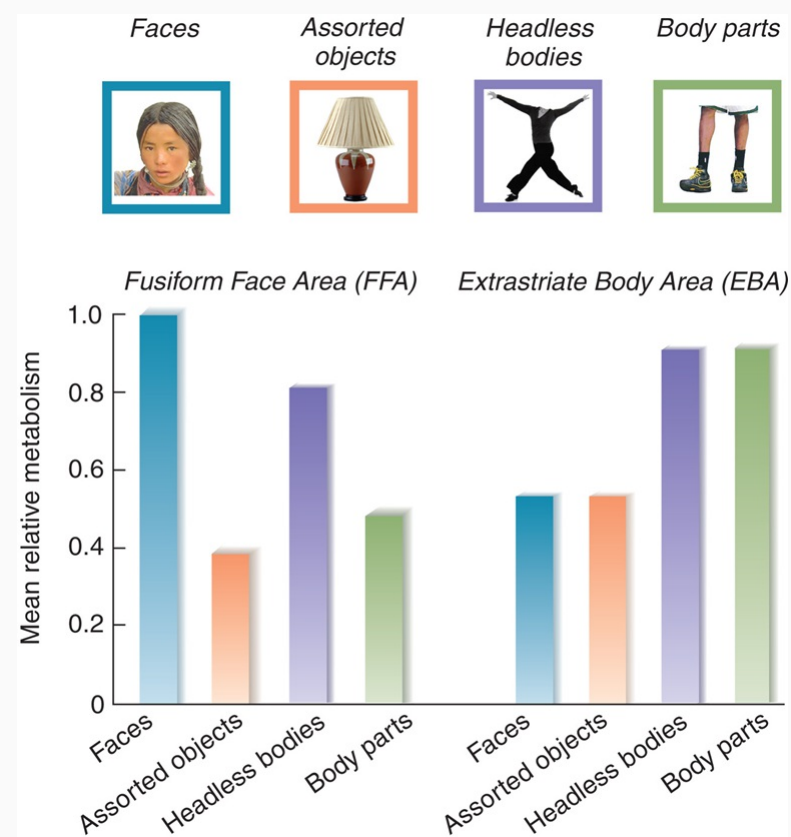 Faces
Assorted
objects
Headless
bodies
Body parts
Fusiform Face Area (FFA)
Extrastriate Body Area (EBA)
Mean relative metabolism
1.0
0.8
0.6
0.4
0.2
0
Faces
Assorted objects
Headless bodies
Body parts
Faces
Assorted objects
Headless bodies
Body parts